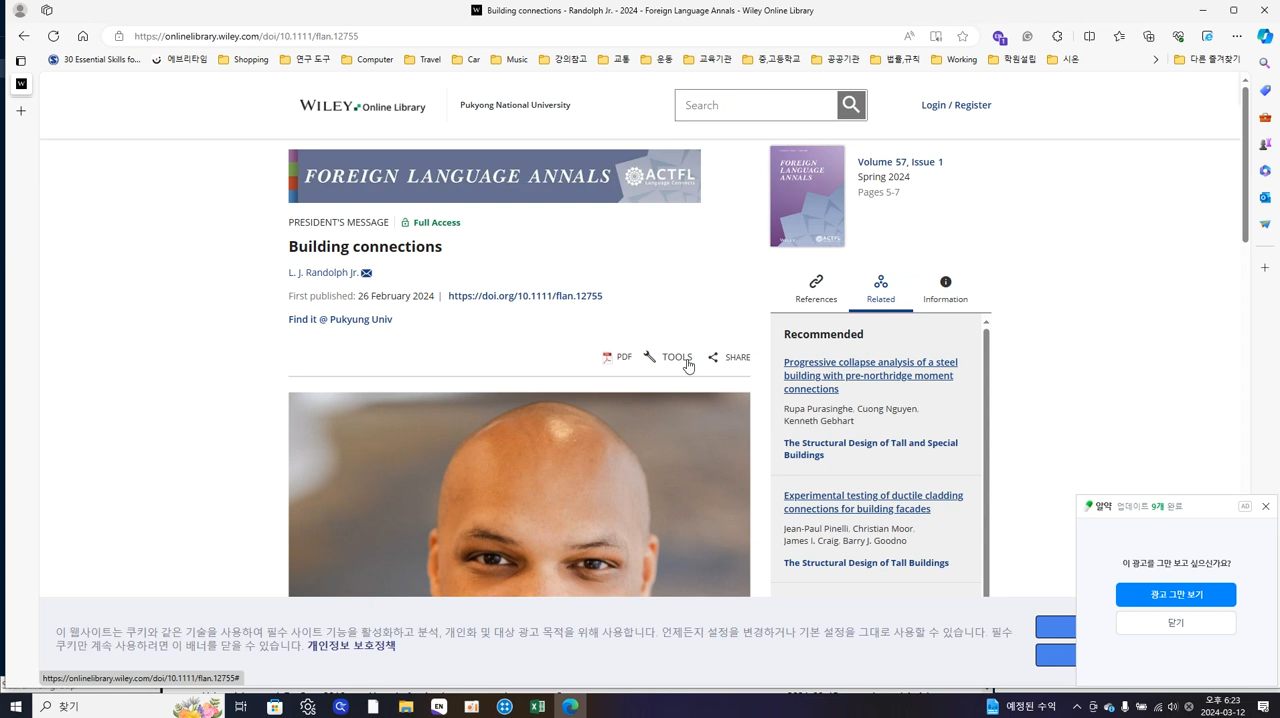 Building connections - Randolph Jr. - 2024 - Foreign Language Annals - Wiley Online Library
https://onlinelibrary.wiley.com/doi/10.1111/flan.12755
30 Essential Skills fo... 에브리타임 Shopping 연구 도구 Computer Travel Car Music 강의참고 교통 운동 교육기관 중,고등학교 공공기관 법률,규칙 Working 학원설립 시온 다른 즐겨찾기
WILEY Online Library Pukyong National University Search Login / Register
FOREIGN LANGUAGE ANNALS ACTFL
Language Connects
PRESIDENT'S MESSAGE Full Access
Building connections
L. J. Randolph Jr.
First published: 26 February 2024 | https://doi.org/10.1111/flan.12755
Find it @ Pukyung Univ
PDF TOOLS SHARE
FOREIGN
LANGUAGE
ANNALS
ACTFL
Volume 57, Issue 1
Spring 2024
Pages 5-7
References Related Information
Recommended
Progressive collapse analysis of a steel
building with pre-northridge moment
connections
Rupa Purasinghe, Cuong Nguyen,
Kenneth Gebhart
The Structural Design of Tall and Special
Buildings
Experimental testing of ductile cladding
connections for building facades
Jean-Paul Pinelli, Christian Moor,
James I. Craig, Barry J. Goodno
The Structural Design of Tall Buildings
알약 업데이트 9개 완료 AD
이 광고를 그만 보고 싶으신가요?
광고 그만 보기
닫기
이 웹사이트는 쿠키와 같은 기술을 사용하여 필수 사이트 기능을 활성화하고 분석, 개인화 및 대상 광고 목적을 위해 사용합니다. 언제든지 설정을 변경하거나 기본 설정을 그대로 사용할 수 있습니다. 필수
쿠키만 계속 사용하려면 이 배너를 닫을 수 있습니다. 개인정보 보호정책
https://onlinelibrary.wiley.com/doi/10.1111/flan.12755#
찾기 EN 예정된 수익 오후 6:23
2024-03-12